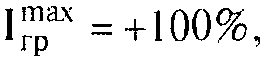 I_гр^max = +100%,